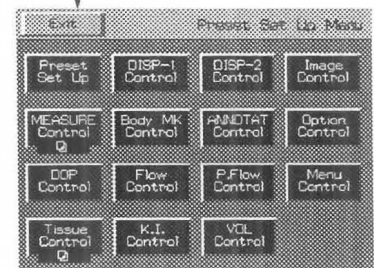 Exit Preset Set Up Menu
Preset Set Up
DISP-1 Control
DISP-2 Control
Image Control
MEASURE Control
Body MK Control
ANNOTAT Control
Option Control
DOP Control
Flow Control
P.Flow Control
Menu Control
Tissue Control
K.I. Control
VOL Control